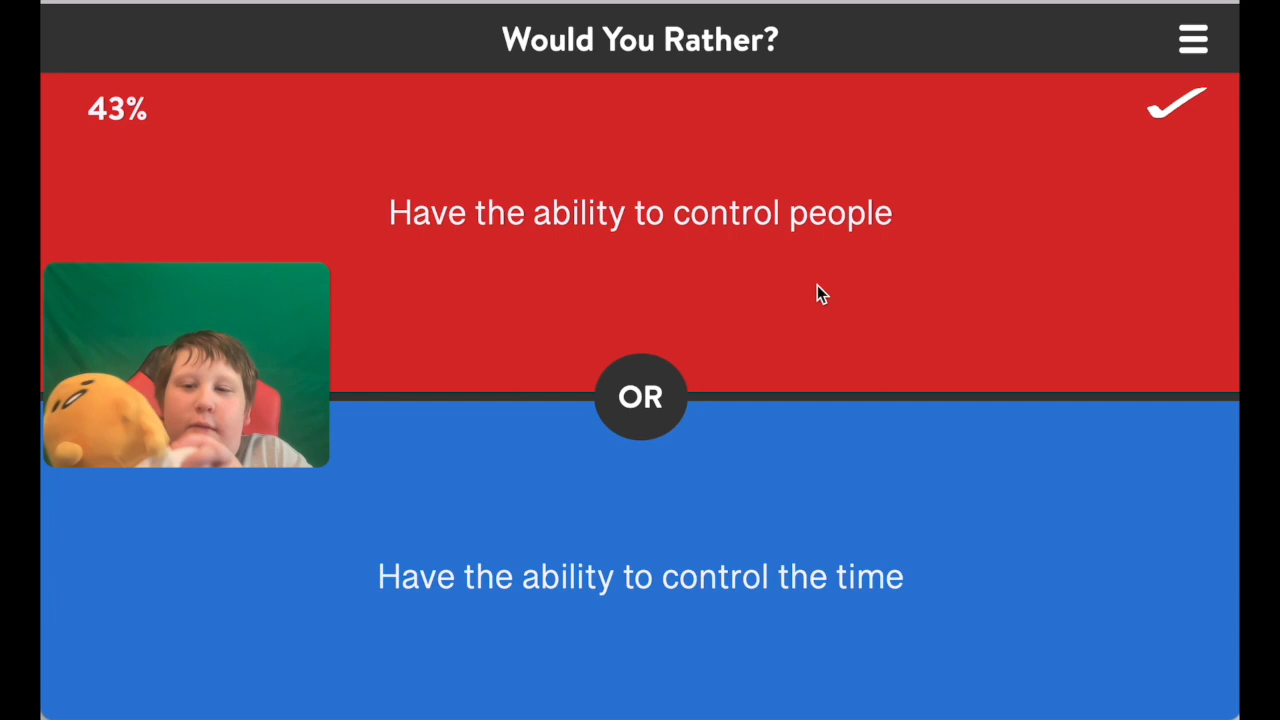 Would You Rather?
43%
Have the ability to control people
OR
Have the ability to control the time